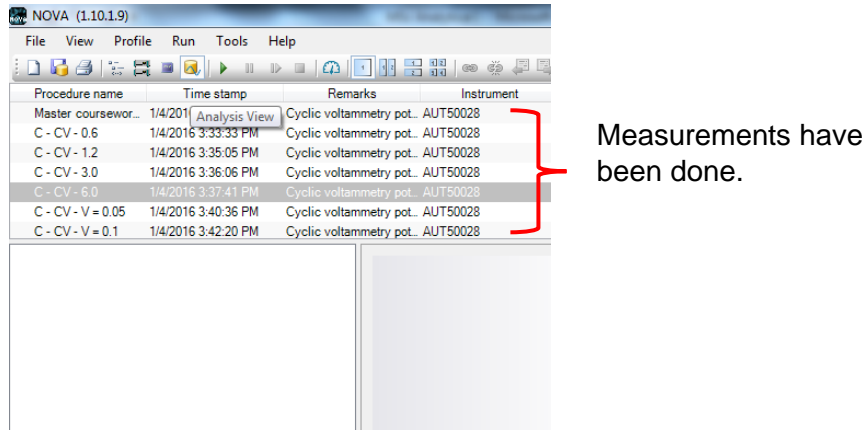 NOVA (1.10.1.9)
File View Profile Run Tools Help
Procedure name Time stamp Remarks Instrument
Master coursewor... 1/4/201 Cyclic voltammetry pot... AUT50028
Analysis View
C - CV - 0.6 1/4/2016 3:33:33 PM Cyclic voltammetry pot... AUT50028
C - CV - 1.2 1/4/2016 3:35:05 PM Cyclic voltammetry pot... AUT50028
C - CV - 3.0 1/4/2016 3:36:06 PM Cyclic voltammetry pot... AUT50028
C - CV - 6.0 1/4/2016 3:37:41 PM Cyclic voltammetry pot... AUT50028
C - CV - V = 0.05 1/4/2016 3:40:36 PM Cyclic voltammetry pot... AUT50028
C - CV - V = 0.1 1/4/2016 3:42:20 PM Cyclic voltammetry pot... AUT50028
Measurements have
been done.